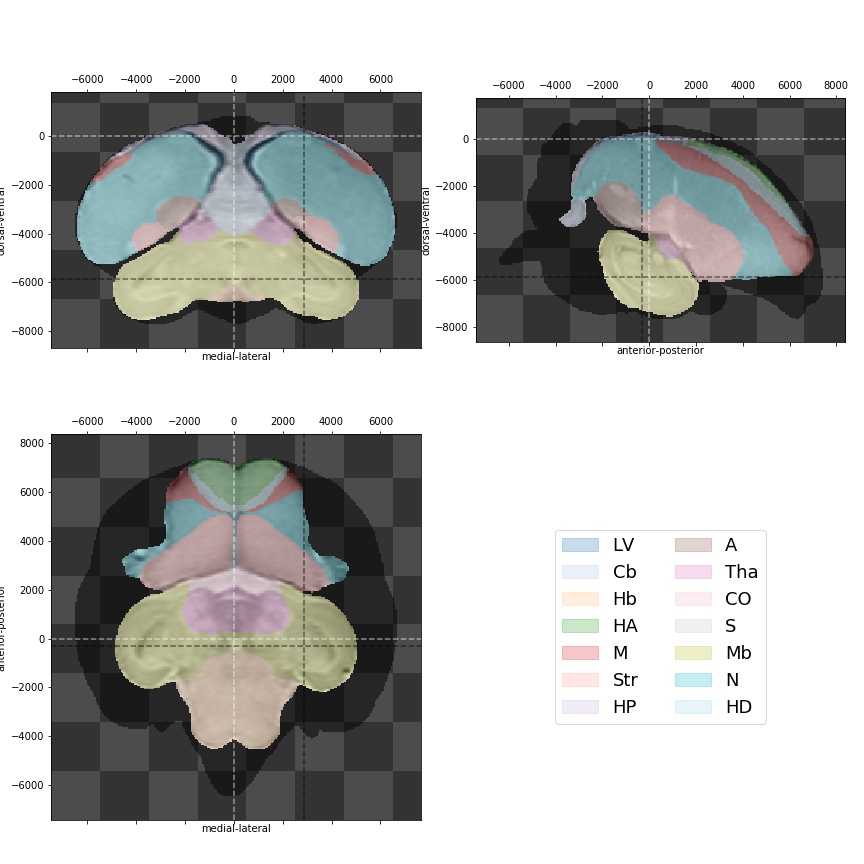 −6000 −4000 −2000 0 2000 4000 6000
0
−2000
−4000
−6000
−8000
dorsal-ventral
medial-lateral
−6000 −4000 −2000 0 2000 4000 6000 8000
0
−2000
−4000
−6000
−8000
dorsal-ventral
anterior-posterior
−6000 −4000 −2000 0 2000 4000 6000
8000
6000
4000
2000
0
−2000
−4000
−6000
anterior-posterior
medial-lateral
LV A
Cb Tha
Hb CO
HA S
M Mb
Str N
HP HD